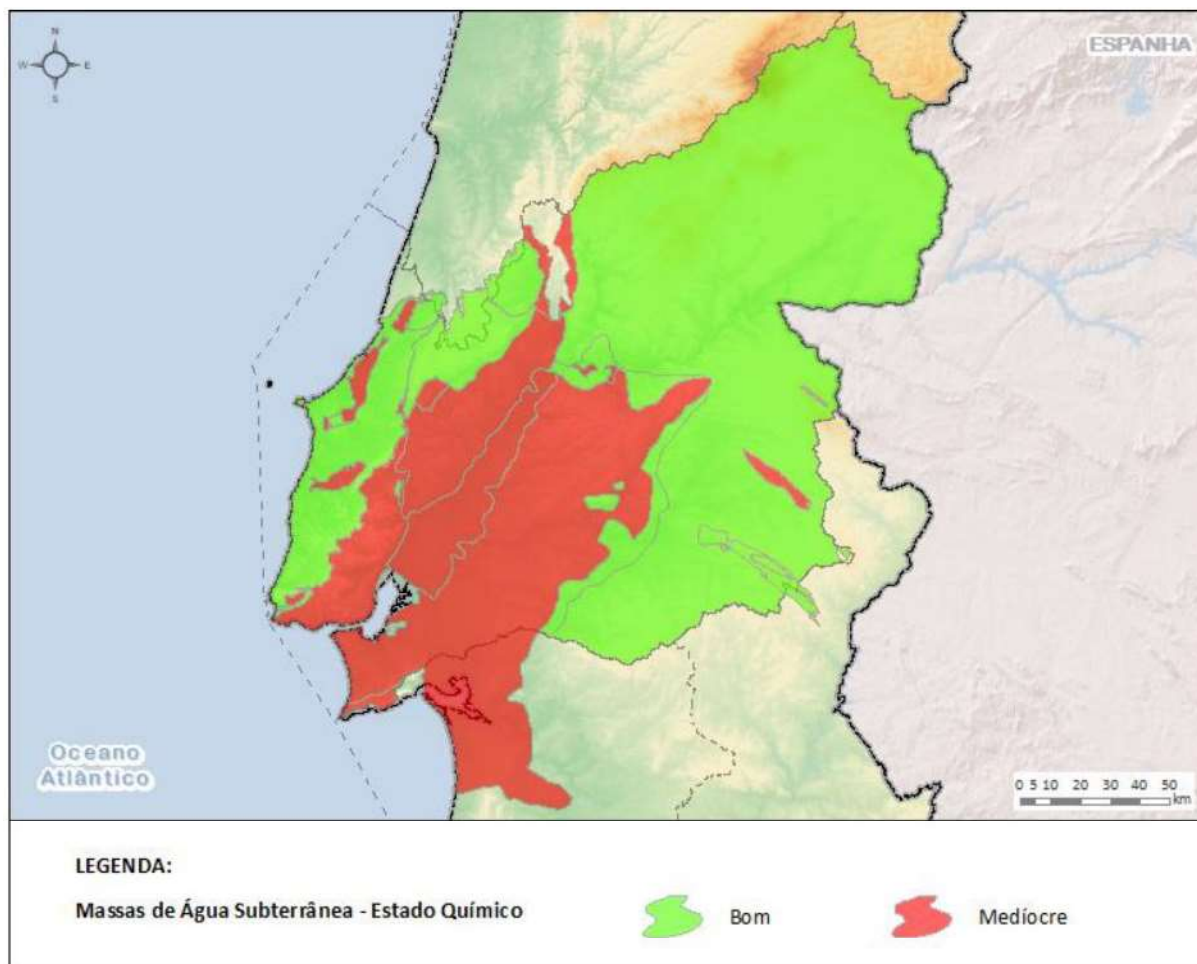 N
W E
S
ESPANHA
Oceano
Atlântico
0 5 10 20 30 40 50
km
LEGENDA:
Massas de Água Subterrânea - Estado Químico
Bom
Medíocre